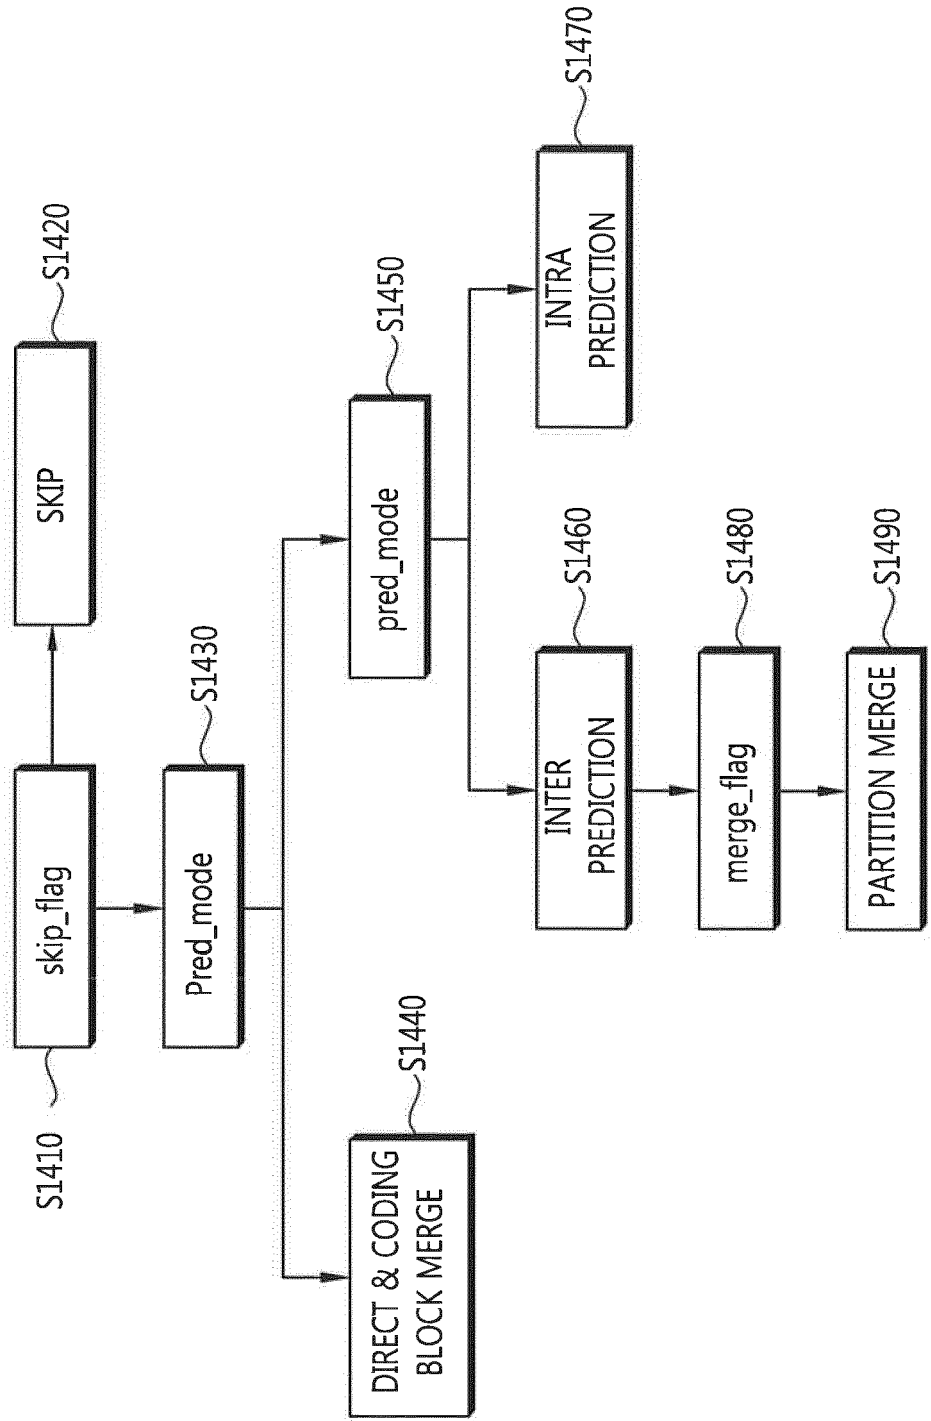 skip_flag
S1410
SKIP
S1420
Pred_mode
S1430
DIRECT & CODING
BLOCK MERGE
S1440
pred_mode
S1450
INTER
PREDICTION
S1460
INTRA
PREDICTION
S1470
merge_flag
S1480
PARTITION MERGE
S1490